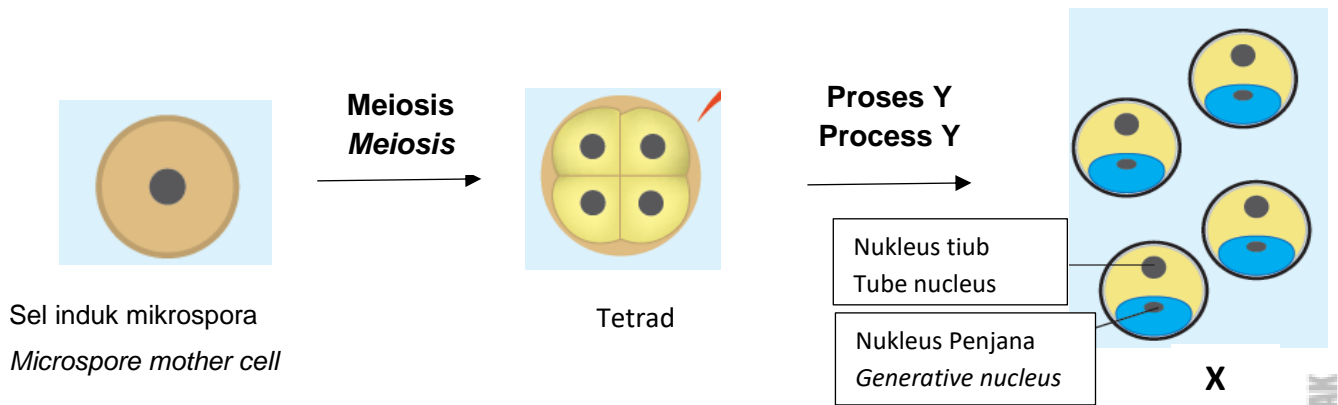 Meiosis
Meiosis
Proses Y
Process Y
Nukleus tiub
Tube nucleus
Nukleus Penjana
Generative nucleus
Sel induk mikrospora
Microspore mother cell
Tetrad
X
AK